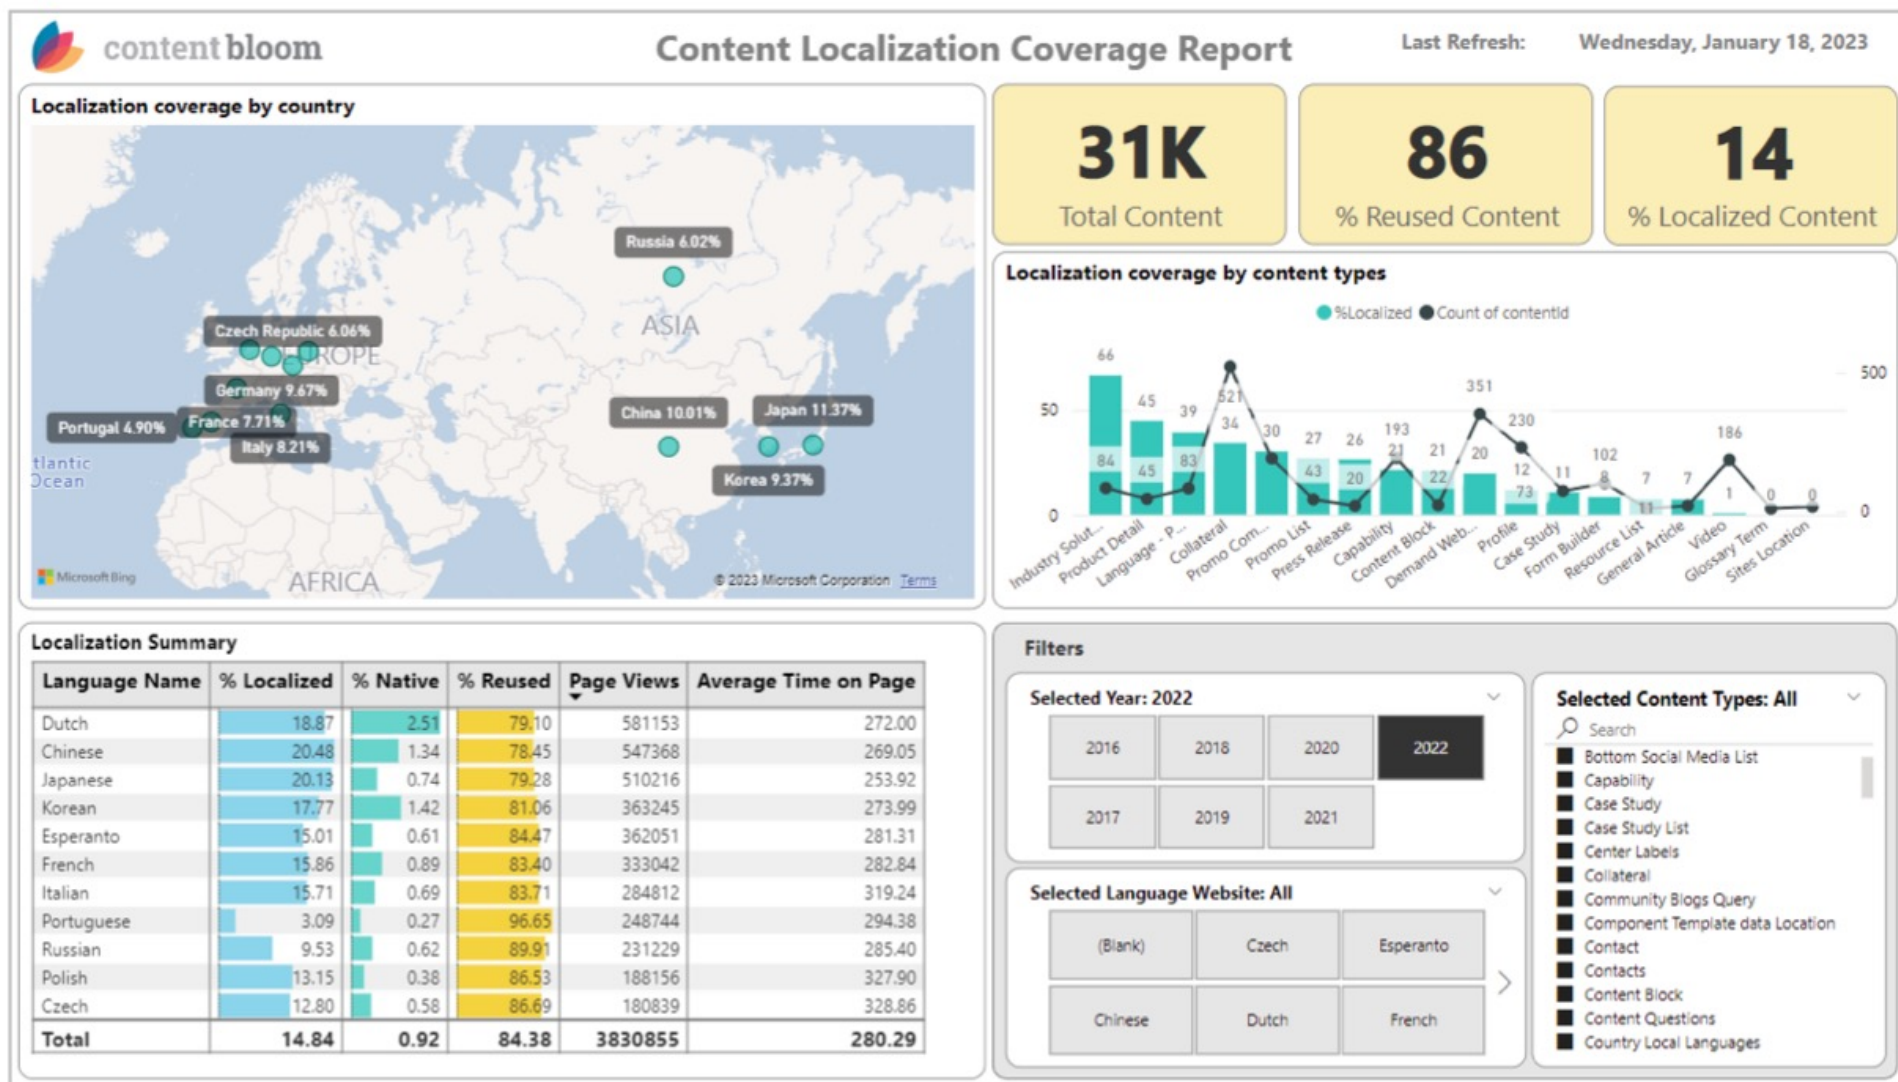 contentbloom
Content Localization Coverage Report
Last Refresh: Wednesday, January 18, 2023
Localization coverage by country
Russia 6.02%
ASIA
Czech Republic 6.06%
Germany 9.67%
Portugal 4.90%
France 7.71%
Italy 8.21%
China 10.01%
Japan 11.37%
Korea 9.37%
tlantic
Ocean
AFRICA
Microsoft Bing
© 2023 Microsoft Corporation Terms
31K
Total Content
86
% Reused Content
14
% Localized Content
Localization coverage by content types
%Localized Count of contentId
66 45 39 521 34 30 27 26 193 21 21 351 20 230 12 11 102 8 7 7 186 1 0 0
84 45 83 43 20 22 73 11
50
0
500
0
Industry Solut...
Product Detail
Language - P...
Collateral
Promo Com...
Promo List
Press Release
Capability
Content Block
Demand Web...
Profile
Case Study
Form Builder
Resource List
General Article
Video
Glossary Term
Sites Location
Localization Summary
Language Name % Localized % Native % Reused Page Views Average Time on Page
Dutch 18.87 2.51 79.10 581153 272.00
Chinese 20.48 1.34 78.45 547368 269.05
Japanese 20.13 0.74 79.28 510216 253.92
Korean 17.77 1.42 81.06 363245 273.99
Esperanto 15.01 0.61 84.47 362051 281.31
French 15.86 0.89 83.40 333042 282.84
Italian 15.71 0.69 83.71 284812 319.24
Portuguese 3.09 0.27 96.65 248744 294.38
Russian 9.53 0.62 89.91 231229 285.40
Polish 13.15 0.38 86.53 188156 327.90
Czech 12.80 0.58 86.69 180839 328.86
Total 14.84 0.92 84.38 3830855 280.29
Filters
Selected Year: 2022
2016 2018 2020 2022
2017 2019 2021
Selected Language Website: All
(Blank) Czech Esperanto
Chinese Dutch French
Selected Content Types: All
Search
Bottom Social Media List
Capability
Case Study
Case Study List
Center Labels
Collateral
Community Blogs Query
Component Template data Location
Contact
Contacts
Content Block
Content Questions
Country Local Languages